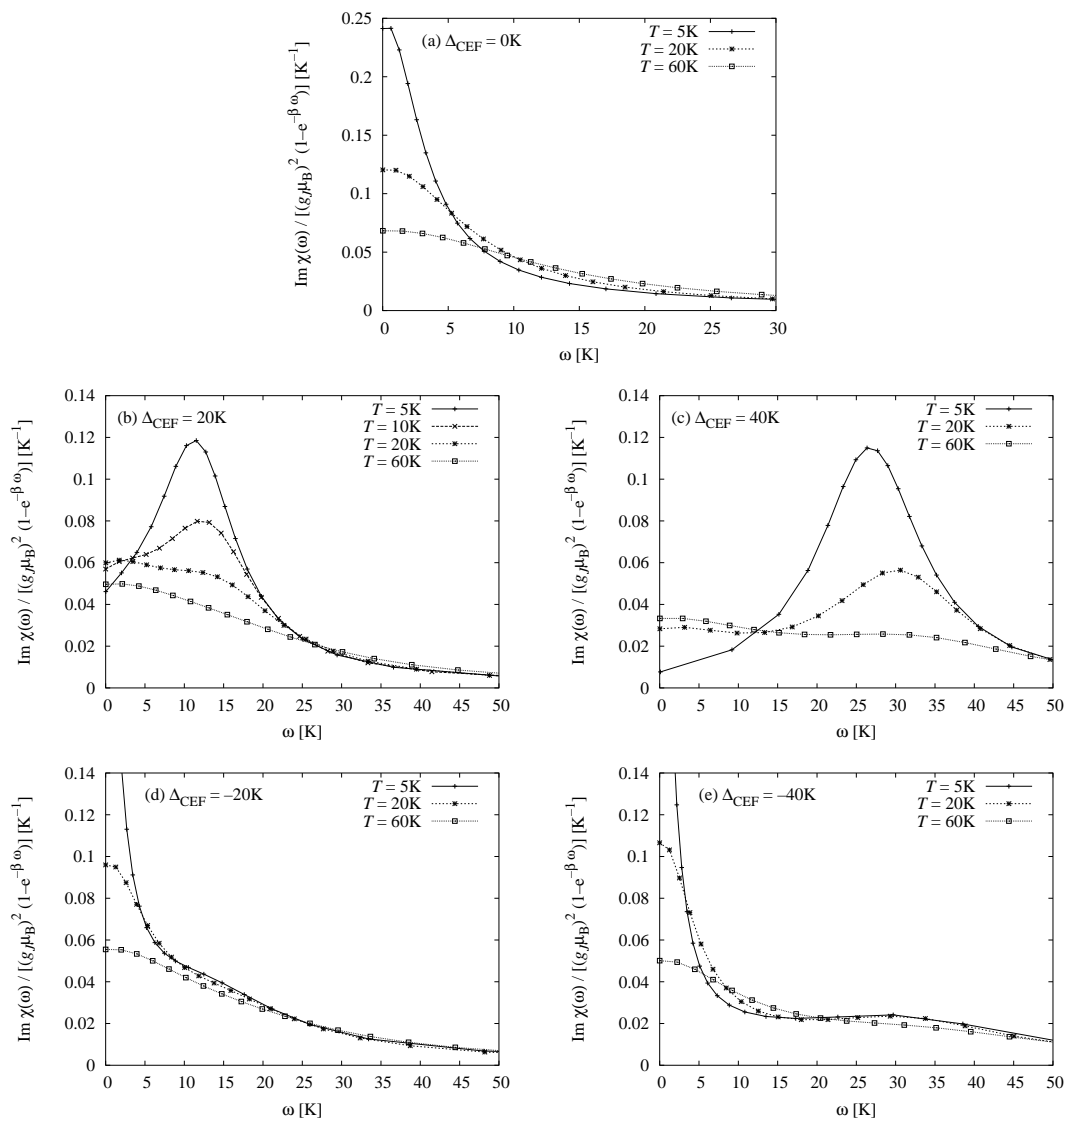 (a) Δ_CEF = 0K
T = 5K
T = 20K
T = 60K
Im χ(ω) / [(g_Jμ_B)² (1–e^{–β ω})] [K⁻¹]
0.25
0.2
0.15
0.1
0.05
0
0 5 10 15 20 25 30
ω [K]
(b) Δ_CEF = 20K
T = 5K
T = 10K
T = 20K
T = 60K
Im χ(ω) / [(g_Jμ_B)² (1–e^{–β ω})] [K⁻¹]
0.14
0.12
0.1
0.08
0.06
0.04
0.02
0
0 5 10 15 20 25 30 35 40 45 50
ω [K]
(c) Δ_CEF = 40K
T = 5K
T = 20K
T = 60K
Im χ(ω) / [(g_Jμ_B)² (1–e^{–β ω})] [K⁻¹]
0.14
0.12
0.1
0.08
0.06
0.04
0.02
0
0 5 10 15 20 25 30 35 40 45 50
ω [K]
(d) Δ_CEF = –20K
T = 5K
T = 20K
T = 60K
Im χ(ω) / [(g_Jμ_B)² (1–e^{–β ω})] [K⁻¹]
0.14
0.12
0.1
0.08
0.06
0.04
0.02
0
0 5 10 15 20 25 30 35 40 45 50
ω [K]
(e) Δ_CEF = –40K
T = 5K
T = 20K
T = 60K
Im χ(ω) / [(g_Jμ_B)² (1–e^{–β ω})] [K⁻¹]
0.14
0.12
0.1
0.08
0.06
0.04
0.02
0
0 5 10 15 20 25 30 35 40 45 50
ω [K]